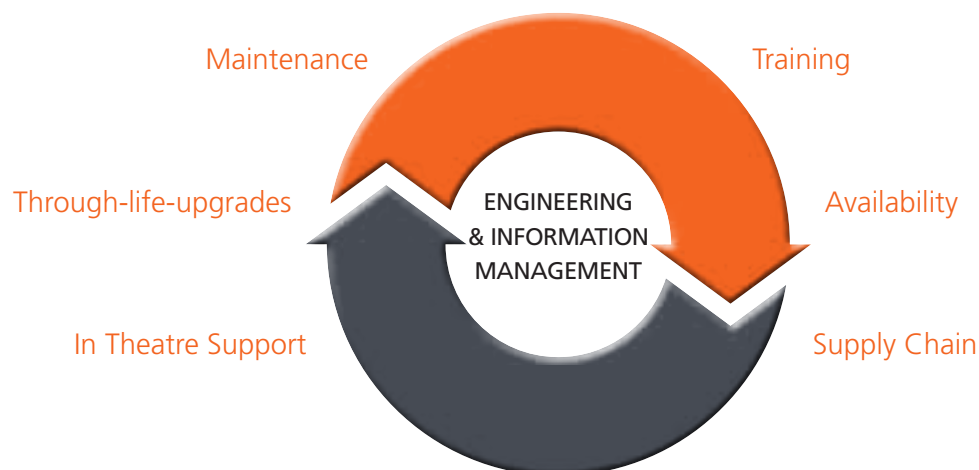 Maintenance
Training
Through-life-upgrades
ENGINEERING
& INFORMATION
MANAGEMENT
Availability
In Theatre Support
Supply Chain